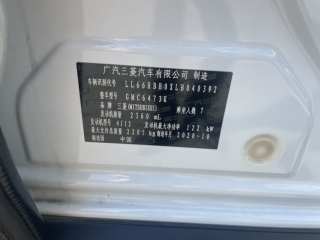 广汽三菱汽车有限公司 制造
车辆识别代号 LL66HBB0XLB040392
整车型号 GMC6473E
品牌 三菱(MITSUBISHI) 乘坐人数 7
发动机排量 2360 mL
发动机型号 4J12 发动机最大净功率 122 kW
最大允许总质量 2205 kg 制造年月 2020-10
制造国 中国